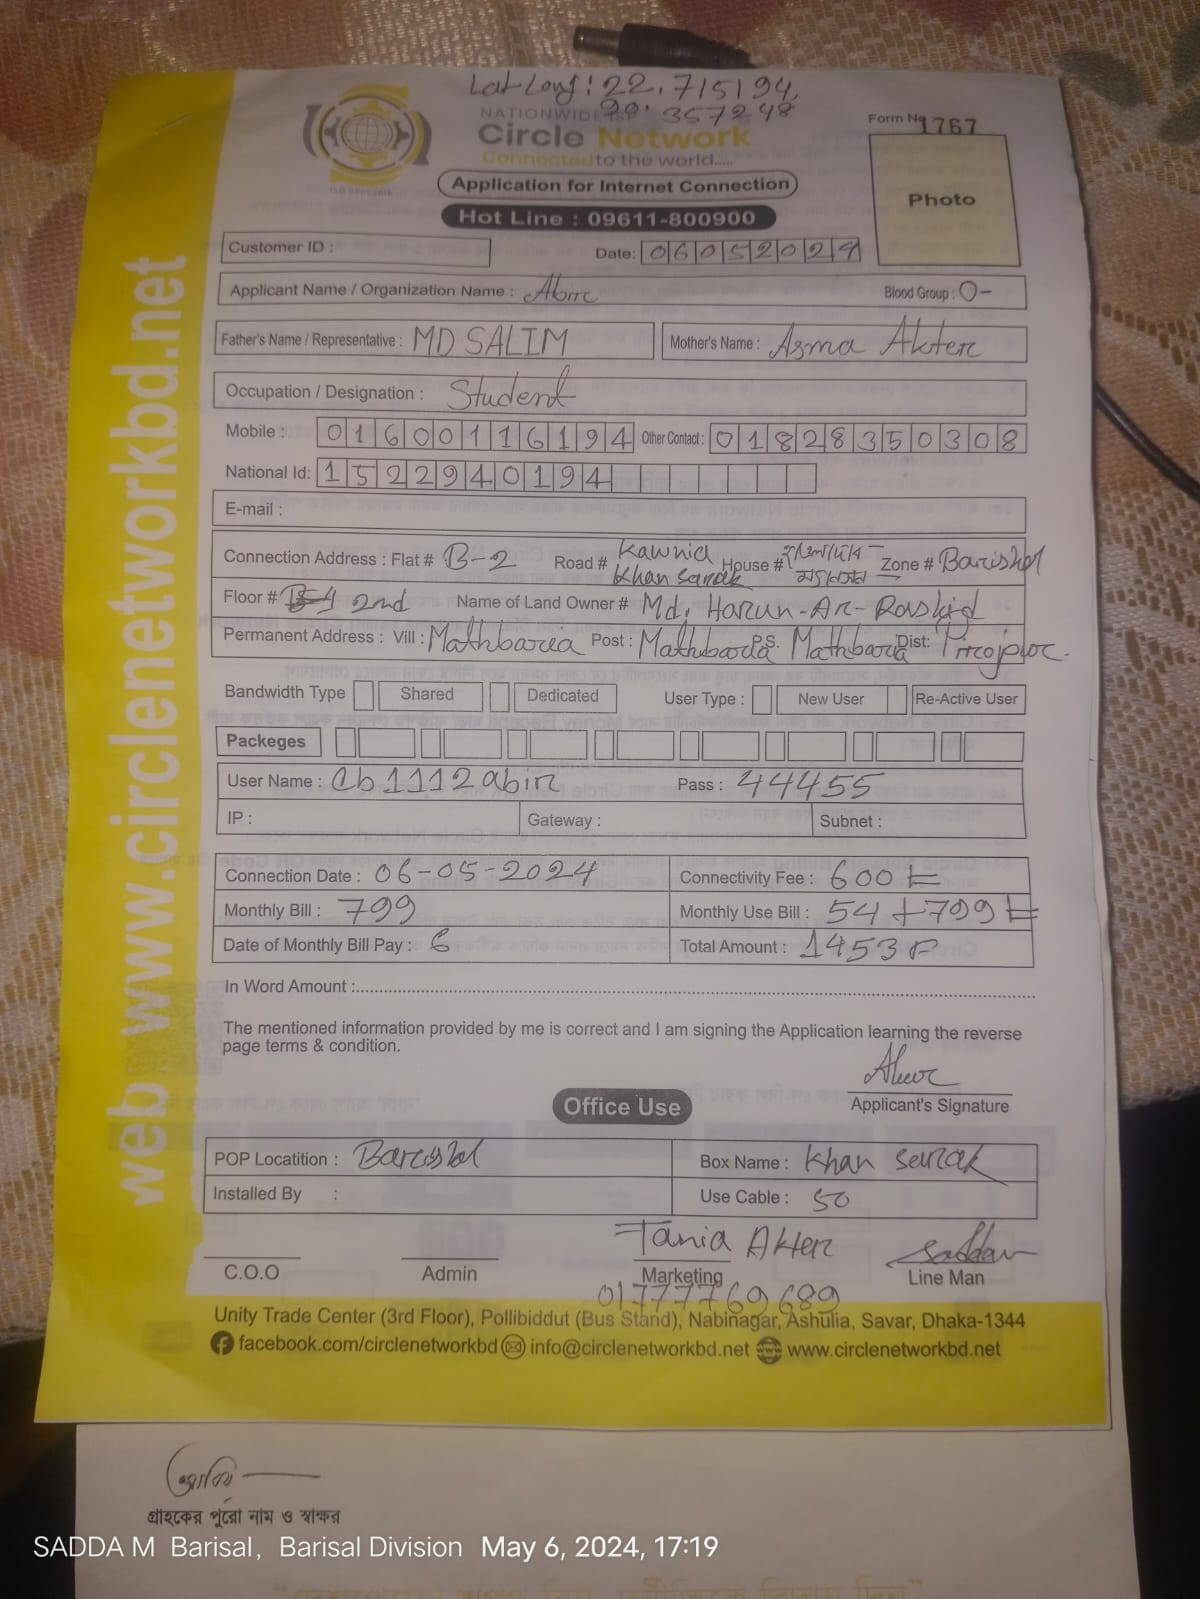 Lat Long: 22.715194,
90.357248
NATIONWIDE ISP
Circle Network
Connected to the world.....
Form No 1767
Photo
Application for Internet Connection
Hot Line : 09611-800900
Customer ID :
Date: 06052024
Applicant Name / Organization Name : Abir
Blood Group : O-
Father's Name / Representative : MD SALIM
Mother's Name : Asma Akter
Occupation / Designation : Student
Mobile : 01600116194 Other Contact : 01828350308
National Id: 1522940194
E-mail :
Connection Address : Flat # B-2 Road # Kawnia Khan Sarak House # Zone # Barishal
Floor # 2nd Name of Land Owner # Md. Harun-Ar-Rashid
Permanent Address : Vill : Mathbaria Post : Mathbaria P.S. Mathbaria Dist: Pirojpur.
Bandwidth Type Shared Dedicated User Type : New User Re-Active User
Packeges
User Name : cb1112abir Pass : 44455
IP : Gateway : Subnet :
Connection Date : 06-05-2024 Connectivity Fee : 600/=
Monthly Bill : 799 Monthly Use Bill : 54+799/=
Date of Monthly Bill Pay : 6 Total Amount : 1453/=
In Word Amount :
The mentioned information provided by me is correct and I am signing the Application learning the reverse
page terms & condition.
Abir
Applicant's Signature
Office Use
POP Locatition : Barishal Box Name : Khan Sarak
Installed By : Use Cable : 50
Tania Akter Saddam
C.O.O Admin Marketing Line Man
01777769689
Unity Trade Center (3rd Floor), Pollibiddut (Bus Stand), Nabinagar, Ashulia, Savar, Dhaka-1344
facebook.com/circlenetworkbd info@circlenetworkbd.net www.circlenetworkbd.net
web www.circlenetworkbd.net
গ্রাহকের পুরো নাম ও স্বাক্ষর
SADDA M Barisal, Barisal Division May 6, 2024, 17:19